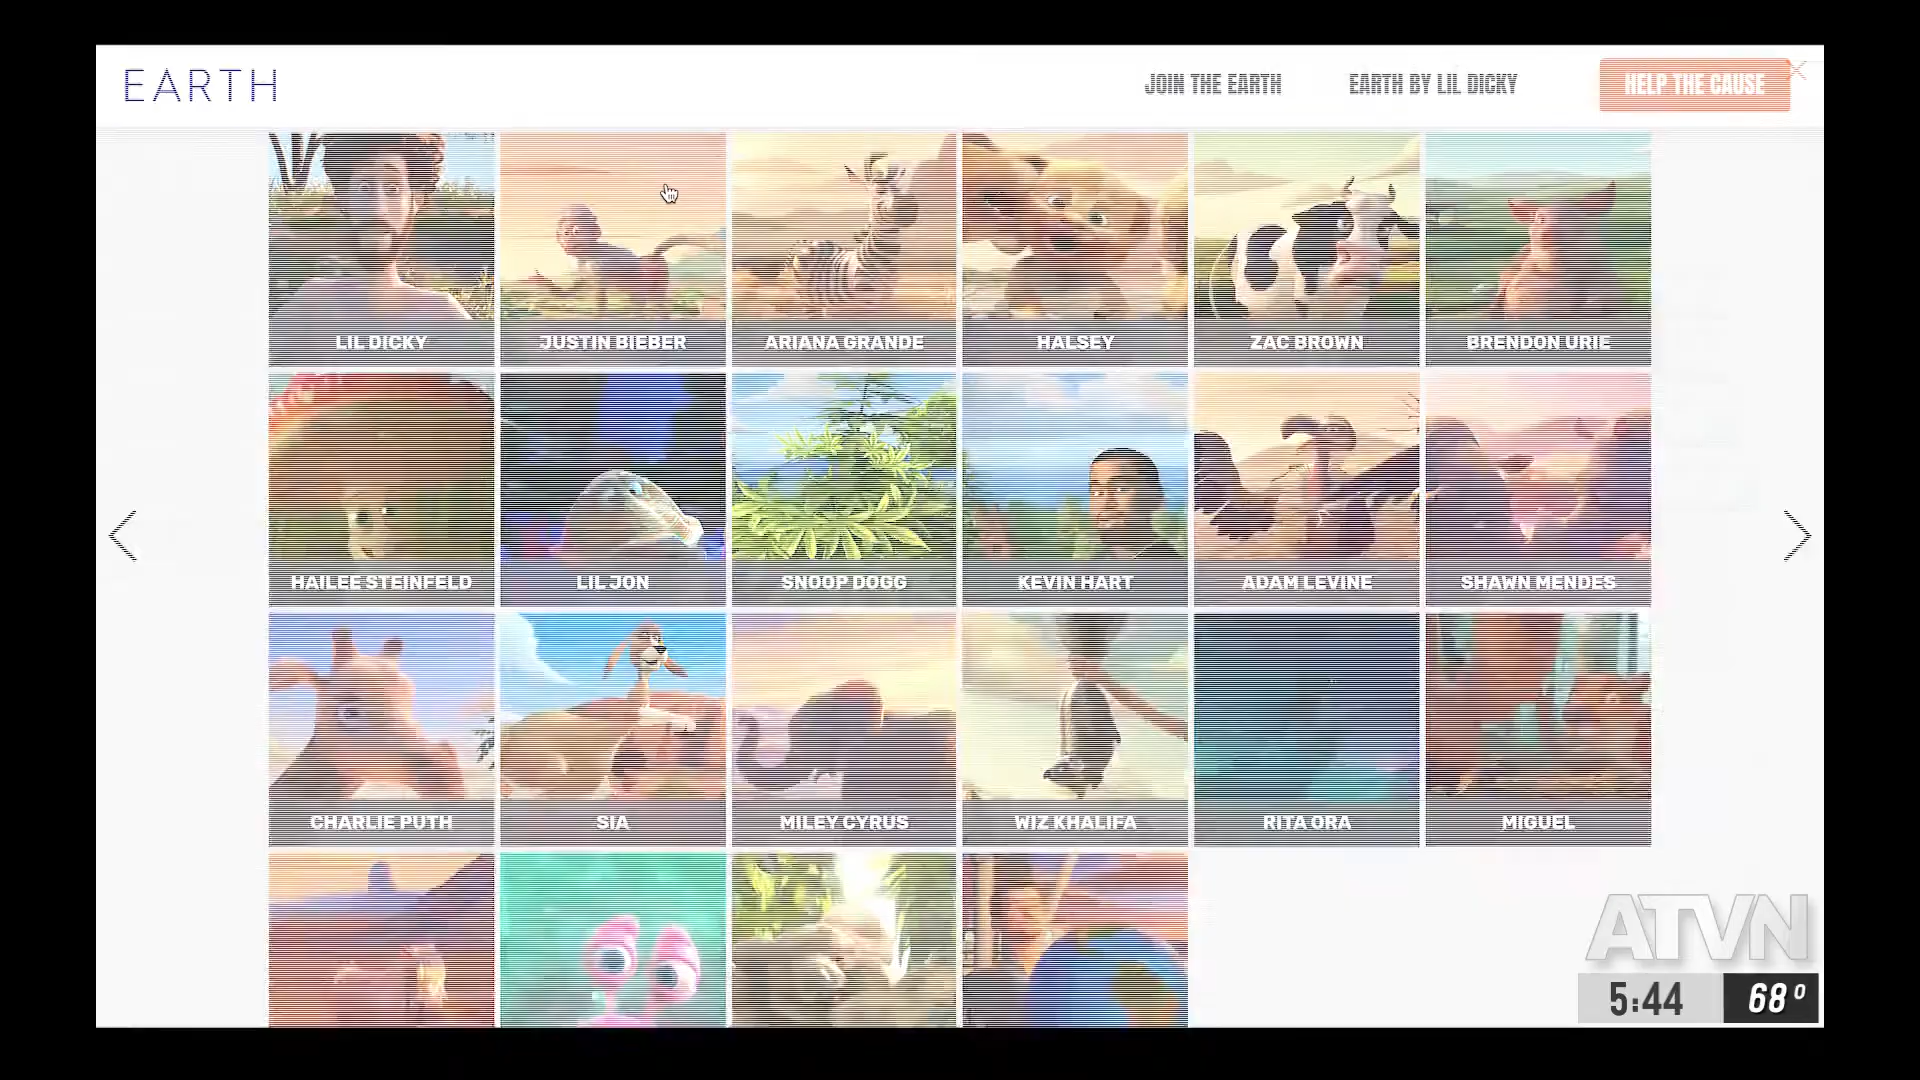 EARTH
JOIN THE EARTH
EARTH BY LIL DICKY
HELP THE CAUSE
LIL DICKY
JUSTIN BIEBER
ARIANA GRANDE
HALSEY
ZAC BROWN
BRENDON URIE
HAILEE STEINFELD
LIL JON
SNOOP DOGG
KEVIN HART
ADAM LEVINE
SHAWN MENDES
CHARLIE PUTH
SIA
MILEY CYRUS
WIZ KHALIFA
RITA ORA
MIGUEL
ATVN
5:44
68°